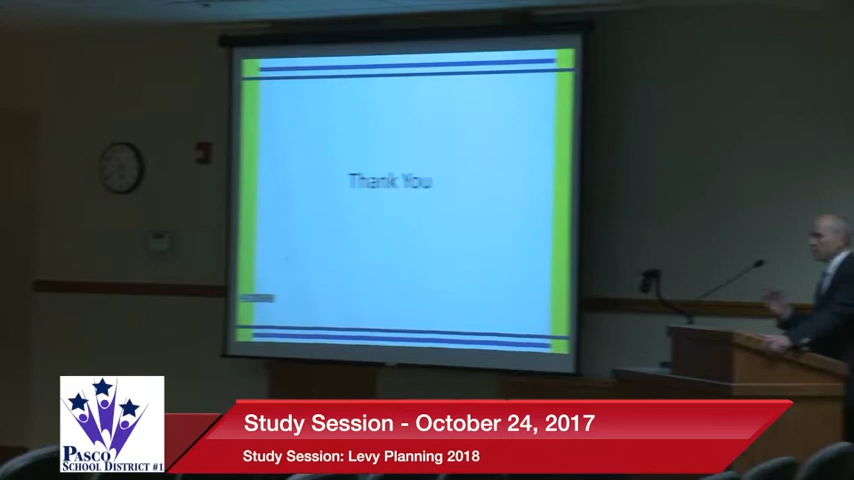 Thank You
Study Session - October 24, 2017
Study Session: Levy Planning 2018
PASCO
SCHOOL DISTRICT #1